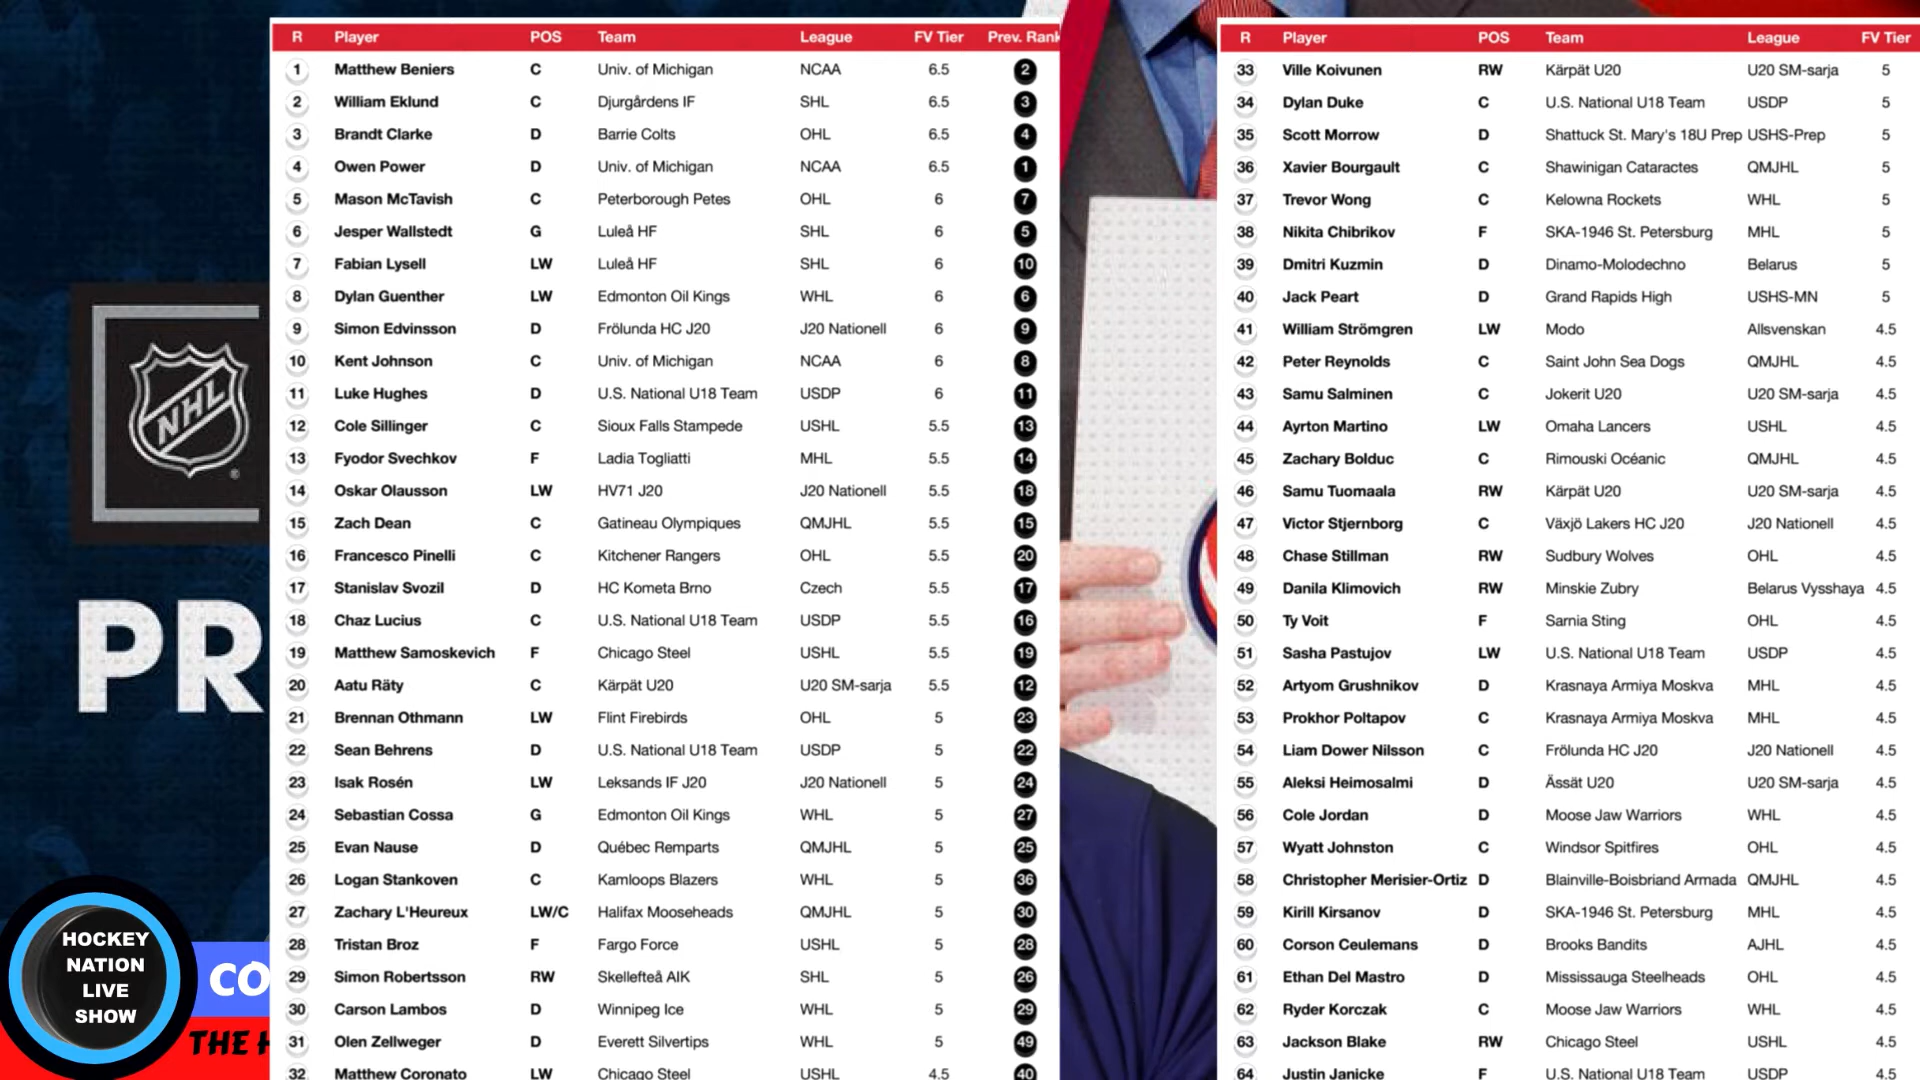 R Player POS Team League FV Tier Prev. Rank
1 Matthew Beniers C Univ. of Michigan NCAA 6.5 2
2 William Eklund C Djurgårdens IF SHL 6.5 3
3 Brandt Clarke D Barrie Colts OHL 6.5 4
4 Owen Power D Univ. of Michigan NCAA 6.5 1
5 Mason McTavish C Peterborough Petes OHL 6 7
6 Jesper Wallstedt G Luleå HF SHL 6 5
7 Fabian Lysell LW Luleå HF SHL 6 10
8 Dylan Guenther LW Edmonton Oil Kings WHL 6 6
9 Simon Edvinsson D Frölunda HC J20 J20 Nationell 6 9
10 Kent Johnson C Univ. of Michigan NCAA 6 8
11 Luke Hughes D U.S. National U18 Team USDP 6 11
12 Cole Sillinger C Sioux Falls Stampede USHL 5.5 13
13 Fyodor Svechkov F Ladia Togliatti MHL 5.5 14
14 Oskar Olausson LW HV71 J20 J20 Nationell 5.5 18
15 Zach Dean C Gatineau Olympiques QMJHL 5.5 15
16 Francesco Pinelli C Kitchener Rangers OHL 5.5 20
17 Stanislav Svozil D HC Kometa Brno Czech 5.5 17
18 Chaz Lucius C U.S. National U18 Team USDP 5.5 16
19 Matthew Samoskevich F Chicago Steel USHL 5.5 19
20 Aatu Räty C Kärpät U20 U20 SM-sarja 5.5 12
21 Brennan Othmann LW Flint Firebirds OHL 5 23
22 Sean Behrens D U.S. National U18 Team USDP 5 22
23 Isak Rosén LW Leksands IF J20 J20 Nationell 5 24
24 Sebastian Cossa G Edmonton Oil Kings WHL 5 27
25 Evan Nause D Québec Remparts QMJHL 5 25
26 Logan Stankoven C Kamloops Blazers WHL 5 36
27 Zachary L'Heureux LW/C Halifax Mooseheads QMJHL 5 30
28 Tristan Broz F Fargo Force USHL 5 28
29 Simon Robertsson RW Skellefteå AIK SHL 5 26
30 Carson Lambos D Winnipeg Ice WHL 5 29
31 Olen Zellweger D Everett Silvertips WHL 5 49
32 Matthew Coronato LW Chicago Steel USHL 4.5 40
R Player POS Team League FV Tier
33 Ville Koivunen RW Kärpät U20 U20 SM-sarja 5
34 Dylan Duke C U.S. National U18 Team USDP 5
35 Scott Morrow D Shattuck St. Mary's 18U Prep USHS-Prep 5
36 Xavier Bourgault C Shawinigan Cataractes QMJHL 5
37 Trevor Wong C Kelowna Rockets WHL 5
38 Nikita Chibrikov F SKA-1946 St. Petersburg MHL 5
39 Dmitri Kuzmin D Dinamo-Molodechno Belarus 5
40 Jack Peart D Grand Rapids High USHS-MN 5
41 William Strömgren LW Modo Allsvenskan 4.5
42 Peter Reynolds C Saint John Sea Dogs QMJHL 4.5
43 Samu Salminen C Jokerit U20 U20 SM-sarja 4.5
44 Ayrton Martino LW Omaha Lancers USHL 4.5
45 Zachary Bolduc C Rimouski Océanic QMJHL 4.5
46 Samu Tuomaala RW Kärpät U20 U20 SM-sarja 4.5
47 Victor Stjernborg C Växjö Lakers HC J20 J20 Nationell 4.5
48 Chase Stillman RW Sudbury Wolves OHL 4.5
49 Danila Klimovich RW Minskie Zubry Belarus Vysshaya 4.5
50 Ty Voit F Sarnia Sting OHL 4.5
51 Sasha Pastujov LW U.S. National U18 Team USDP 4.5
52 Artyom Grushnikov D Krasnaya Armiya Moskva MHL 4.5
53 Prokhor Poltapov C Krasnaya Armiya Moskva MHL 4.5
54 Liam Dower Nilsson C Frölunda HC J20 J20 Nationell 4.5
55 Aleksi Heimosalmi D Ässät U20 U20 SM-sarja 4.5
56 Cole Jordan D Moose Jaw Warriors WHL 4.5
57 Wyatt Johnston C Windsor Spitfires OHL 4.5
58 Christopher Merisier-Ortiz D Blainville-Boisbriand Armada QMJHL 4.5
59 Kirill Kirsanov D SKA-1946 St. Petersburg MHL 4.5
60 Corson Ceulemans D Brooks Bandits AJHL 4.5
61 Ethan Del Mastro D Mississauga Steelheads OHL 4.5
62 Ryder Korczak C Moose Jaw Warriors WHL 4.5
63 Jackson Blake RW Chicago Steel USHL 4.5
64 Justin Janicke F U.S. National U18 Team USDP 4.5
NHL
PR
HOCKEY
NATION
LIVE
SHOW
CO
THE H